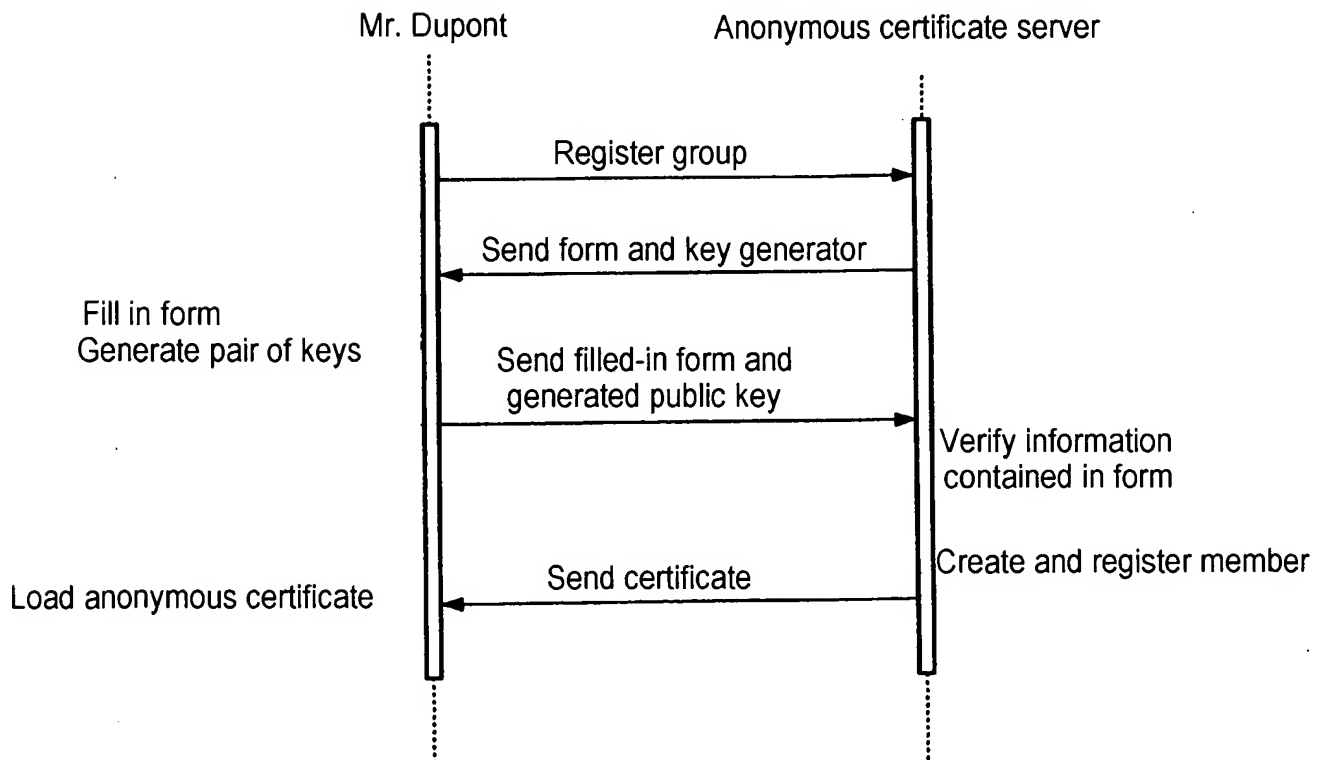 Mr. Dupont
Anonymous certificate server
Register group
Send form and key generator
Fill in form
Generate pair of keys
Send filled-in form and
generated public key
Verify information
contained in form
Create and register member
Send certificate
Load anonymous certificate